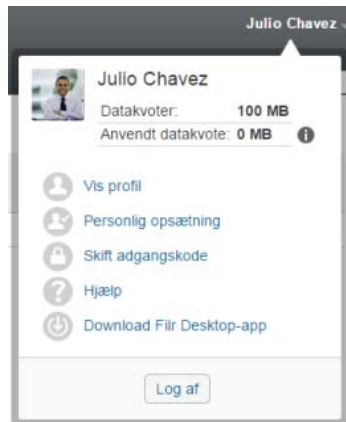 Julio Chavez
Julio Chavez
Datakvoter: 100 MB
Anvendt datakvote: 0 MB
Vis profil
Personlig opsætning
Skift adgangskode
Hjælp
Download Filr Desktop-app
Log af